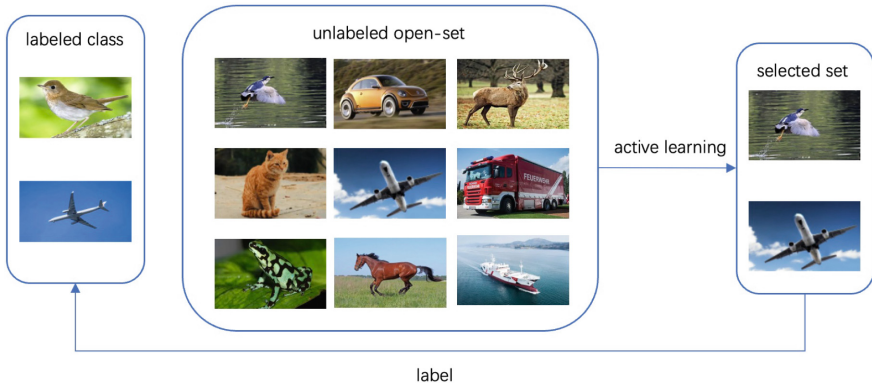 labeled class
unlabeled open-set
selected set
active learning
FEUERWEHR
label